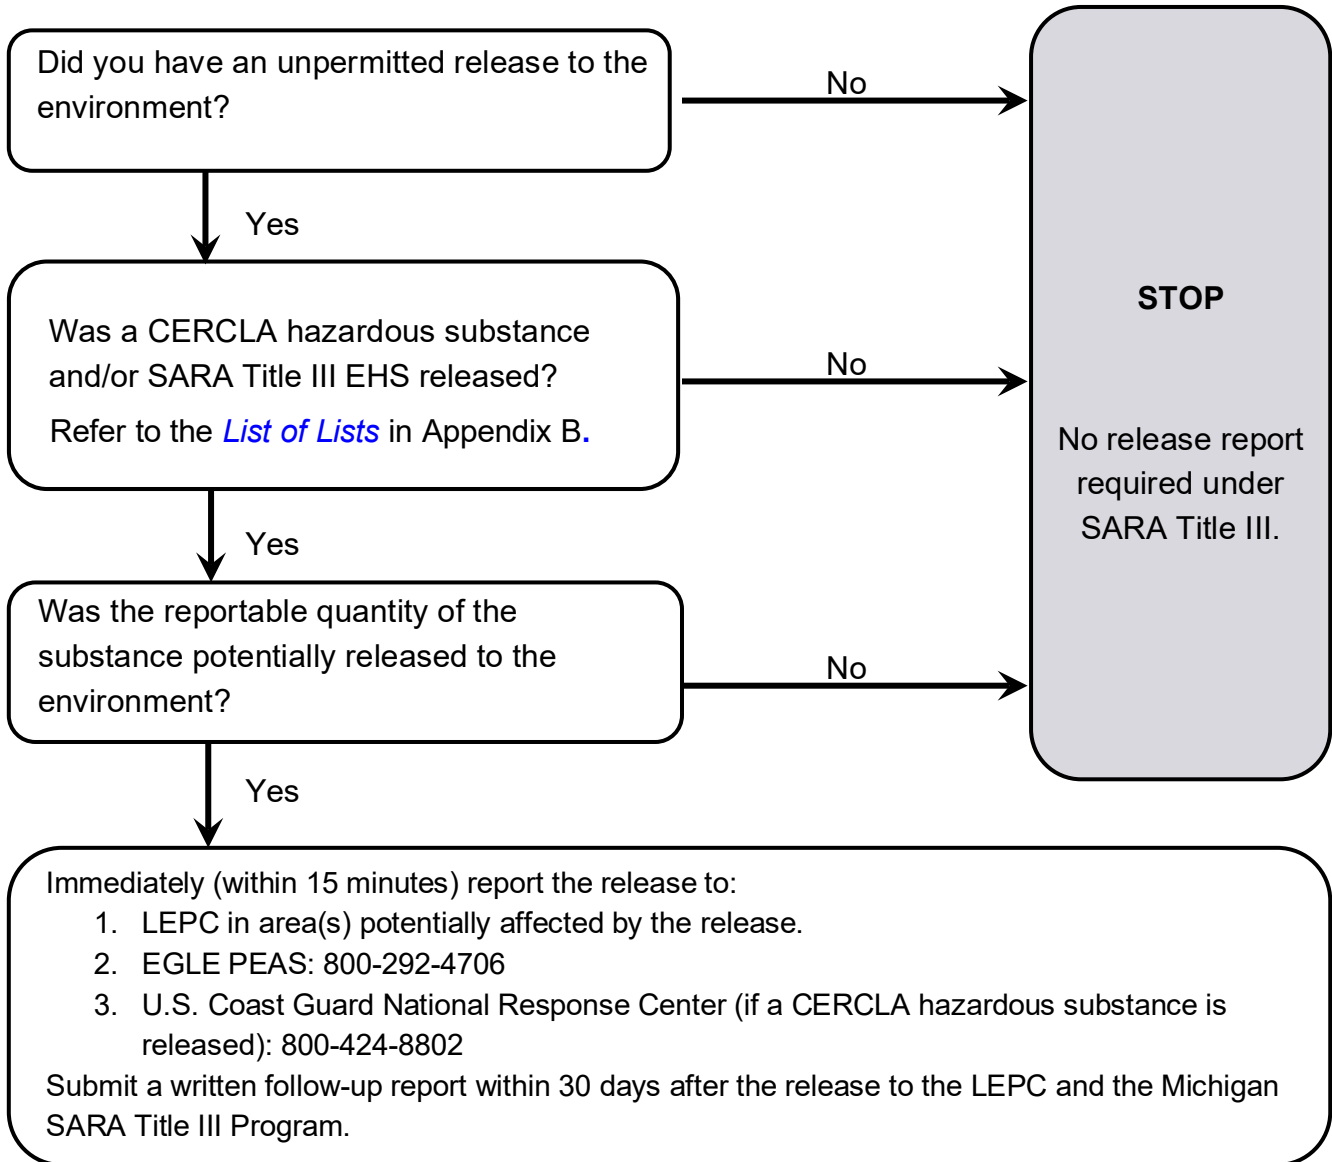 Did you have an unpermitted release to the
environment?
No
Yes
Was a CERCLA hazardous substance
and/or SARA Title III EHS released?
Refer to the List of Lists in Appendix B.
No
Yes
Was the reportable quantity of the
substance potentially released to the
environment?
No
Yes
STOP
No release report
required under
SARA Title III.
Immediately (within 15 minutes) report the release to:
1. LEPC in area(s) potentially affected by the release.
2. EGLE PEAS: 800-292-4706
3. U.S. Coast Guard National Response Center (if a CERCLA hazardous substance is
released): 800-424-8802
Submit a written follow-up report within 30 days after the release to the LEPC and the Michigan
SARA Title III Program.